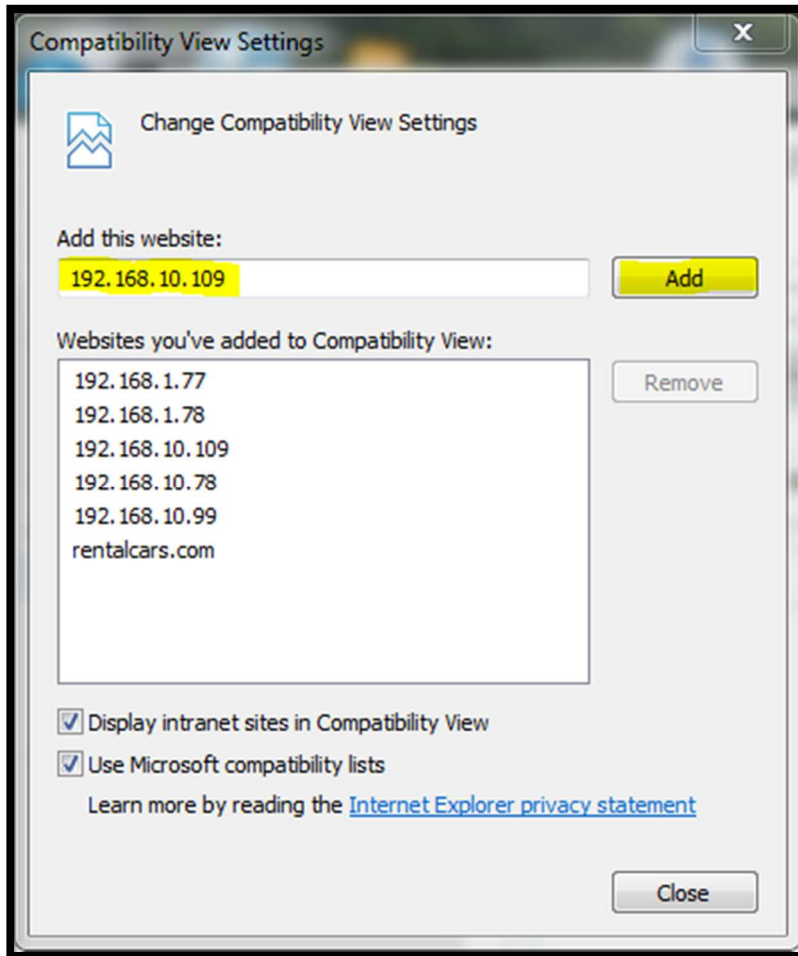 Compatibility View Settings
X
Change Compatibility View Settings
Add this website:
192.168.10.109
Add
Websites you've added to Compatibility View:
192.168.1.77
192.168.1.78
192.168.10.109
192.168.10.78
192.168.10.99
rentalcars.com
Remove
Display intranet sites in Compatibility View
Use Microsoft compatibility lists
Learn more by reading the Internet Explorer privacy statement
Close